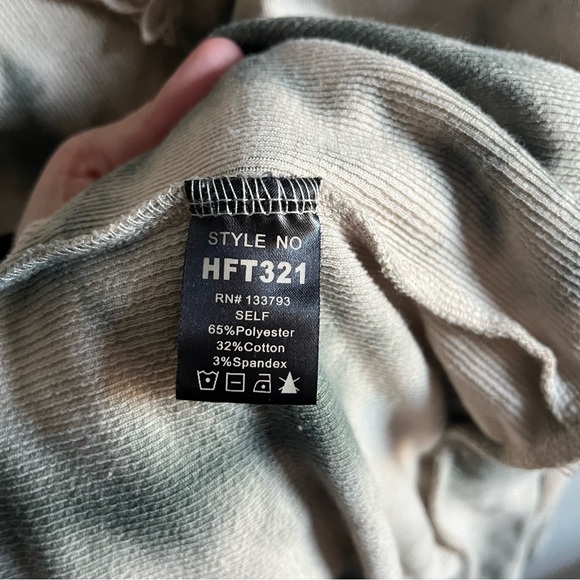 STYLE NO
HFT321
RN# 133793
SELF
65%Polyester
32%Cotton
3%Spandex